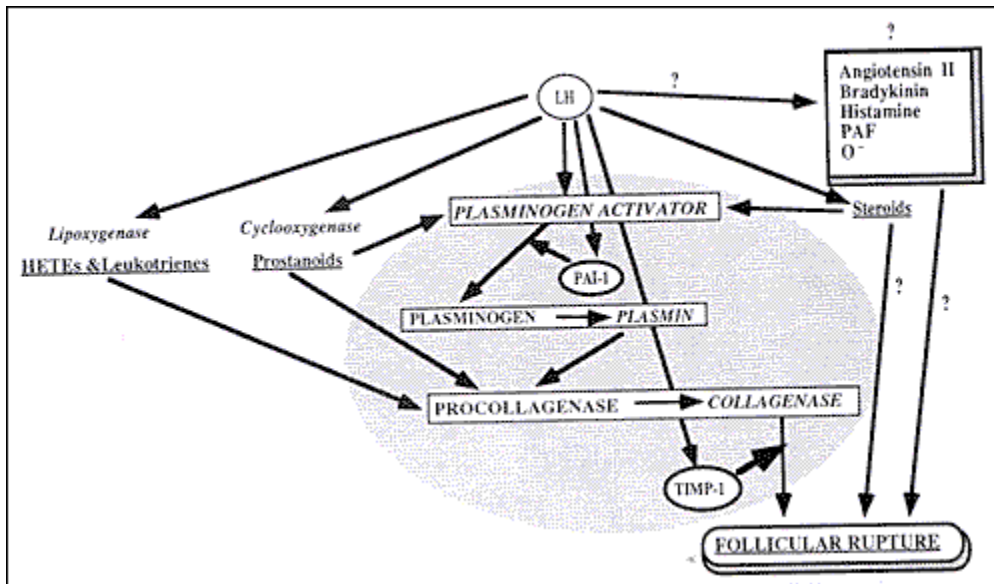 ?
Angiotensin II
Bradykinin
Histamine
PAF
O⁻
LH
?
PLASMINOGEN ACTIVATOR
Steroids
Lipoxygenase
HETEs & Leukotrienes
Cyclooxygenase
Prostanoids
PAI-1
?
?
PLASMINOGEN PLASMIN
PROCOLLAGENASE COLLAGENASE
TIMP-1
FOLLICULAR RUPTURE